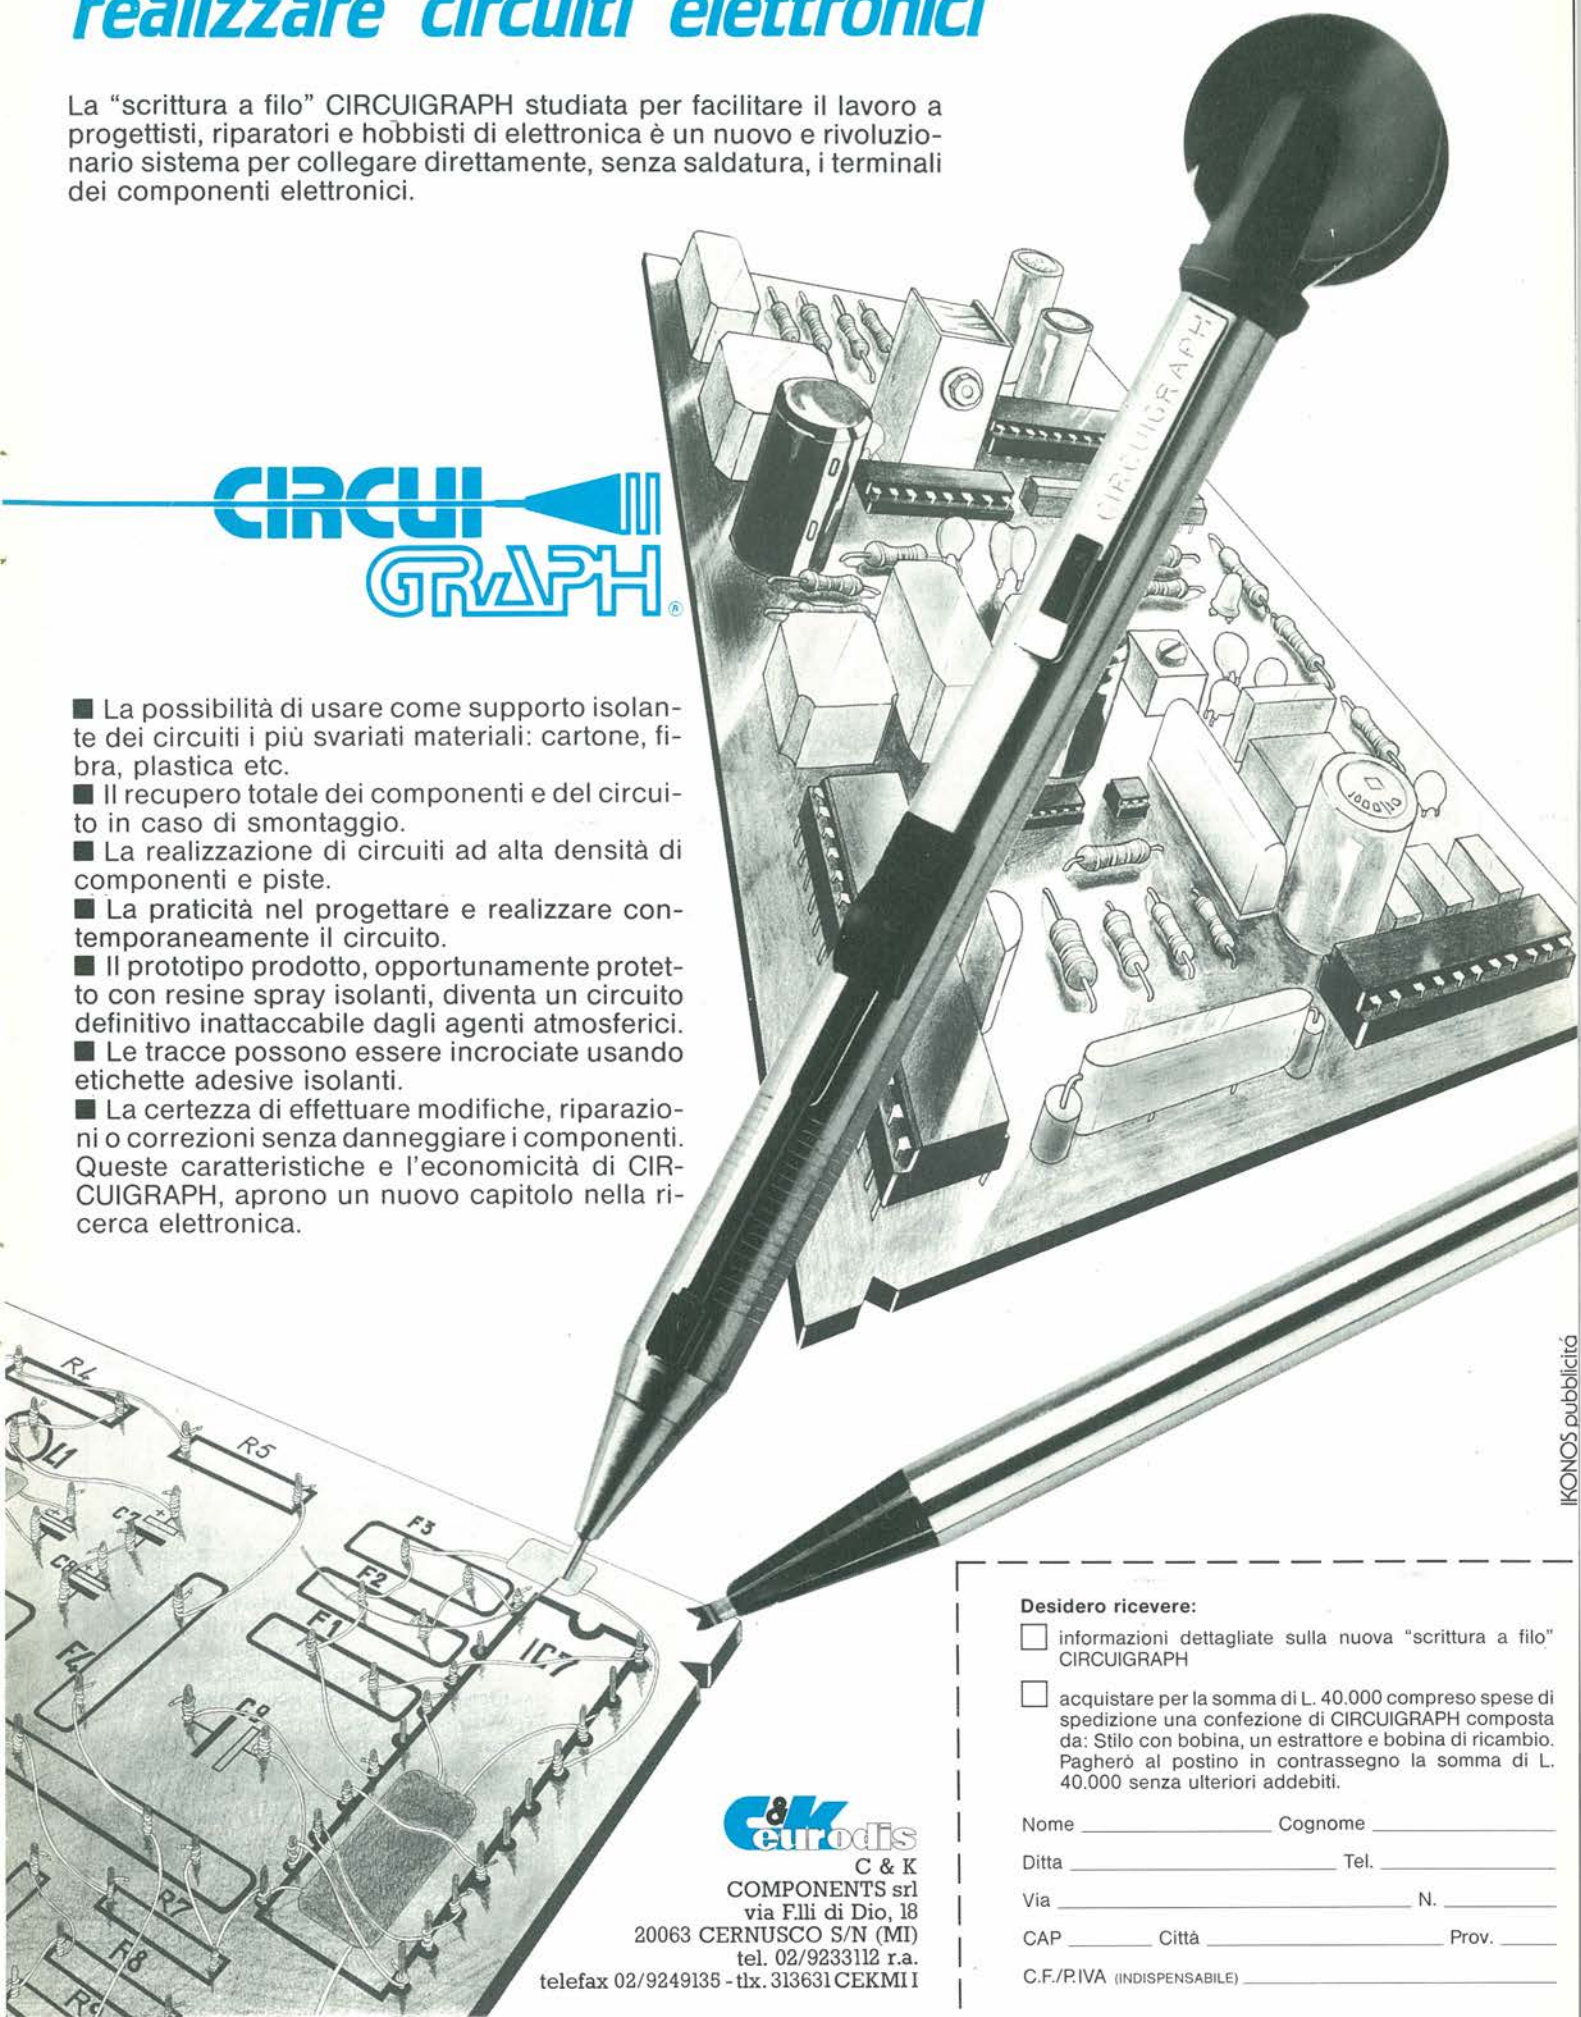 realizzare circuiti elettronici
La “scrittura a filo” CIRCUIGRAPH studiata per facilitare il lavoro a
progettisti, riparatori e hobbisti di elettronica è un nuovo e rivoluzio-
nario sistema per collegare direttamente, senza saldatura, i terminali
dei componenti elettronici.
CIRCUIGRAPH
CIRCUI
GRAPH®
■ La possibilità di usare come supporto isolan-
te dei circuiti i più svariati materiali: cartone, fi-
bra, plastica etc.
■ Il recupero totale dei componenti e del circui-
to in caso di smontaggio.
■ La realizzazione di circuiti ad alta densità di
componenti e piste.
■ La praticità nel progettare e realizzare con-
temporaneamente il circuito.
■ Il prototipo prodotto, opportunamente protet-
to con resine spray isolanti, diventa un circuito
definitivo inattaccabile dagli agenti atmosferici.
■ Le tracce possono essere incrociate usando
etichette adesive isolanti.
■ La certezza di effettuare modifiche, riparazio-
ni o correzioni senza danneggiare i componenti.
Queste caratteristiche e l'economicità di CIR-
CUIGRAPH, aprono un nuovo capitolo nella ri-
cerca elettronica.
IKONOS pubblicità
R4
R5
L1
C7
C8
F3
F2
F1
IC7
F4
C9
R7
R8
R9
C&K
eurodis
C & K
COMPONENTS srl
via F.lli di Dio, 18
20063 CERNUSCO S/N (MI)
tel. 02/9233112 r.a.
telefax 02/9249135 - tlx. 313631 CEKMI I
Desidero ricevere:
informazioni dettagliate sulla nuova “scrittura a filo”
CIRCUIGRAPH
acquistare per la somma di L. 40.000 compreso spese di
spedizione una confezione di CIRCUIGRAPH composta
da: Stilo con bobina, un estrattore e bobina di ricambio.
Pagherò al postino in contrassegno la somma di L.
40.000 senza ulteriori addebiti.
Nome Cognome
Ditta Tel.
Via N.
CAP Città Prov.
C.F./P.IVA (INDISPENSABILE)